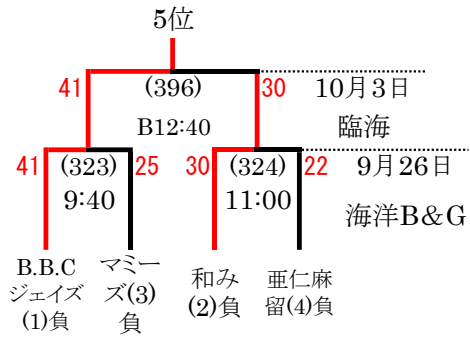 5位
41 (396) 30 10月3日
B12:40 臨海
41 (323) 25 30 (324) 22 9月26日
9:40 11:00 海洋B&G
B.B.C
ジェイズ
(1)負
マミー
ズ(3)
負
和み
(2)負
亜仁麻
留(4)負